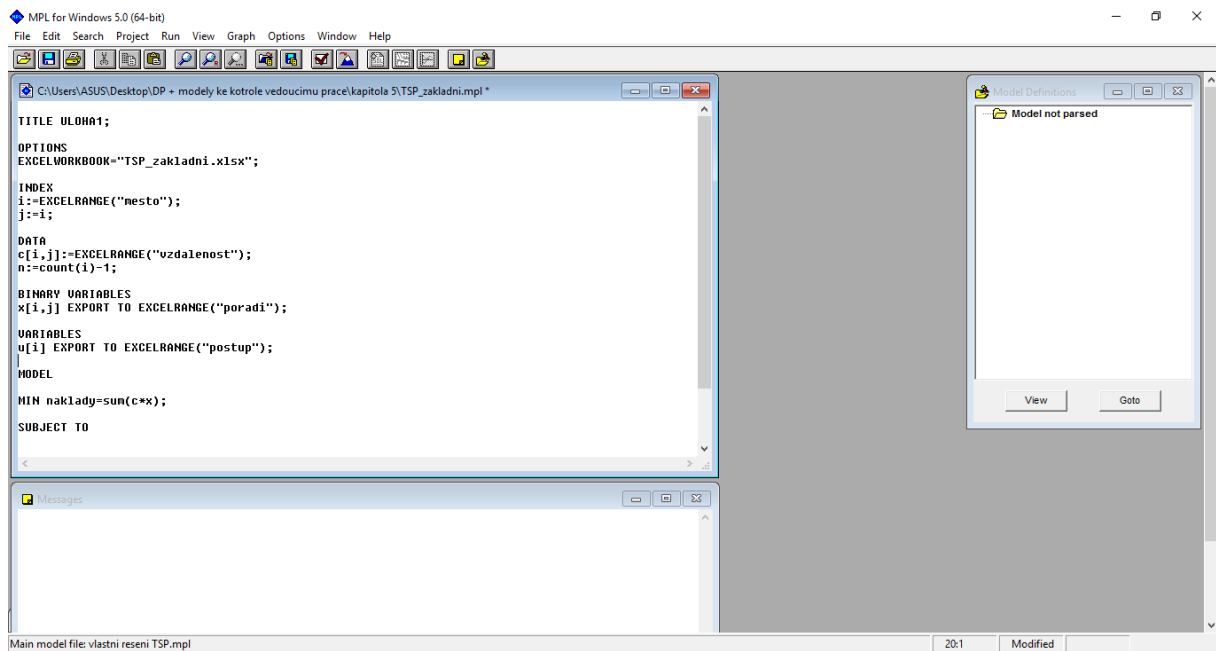 MPL for Windows 5.0 (64-bit)
File Edit Search Project Run View Graph Options Window Help
C:\Users\ASUS\Desktop\DP + modely ke kotrole vedoucimu prace\kapitola 5\TSP_zakladni.mpl *
TITLE ULOHA1;
OPTIONS
EXCELWORKBOOK="TSP_zakladni.xlsx";
INDEX
i:=EXCELRANGE("mesto");
j:=i;
DATA
c[i,j]:=EXCELRANGE("vzdalenost");
n:=count(i)-1;
BINARY VARIABLES
x[i,j] EXPORT TO EXCELRANGE("poradi");
VARIABLES
u[i] EXPORT TO EXCELRANGE("postup");
MODEL
MIN naklady=sum(c*x);
SUBJECT TO
Model Definitions
Model not parsed
View Goto
Messages
Main model file: vlastni reseni TSP.mpl
20:1 Modified